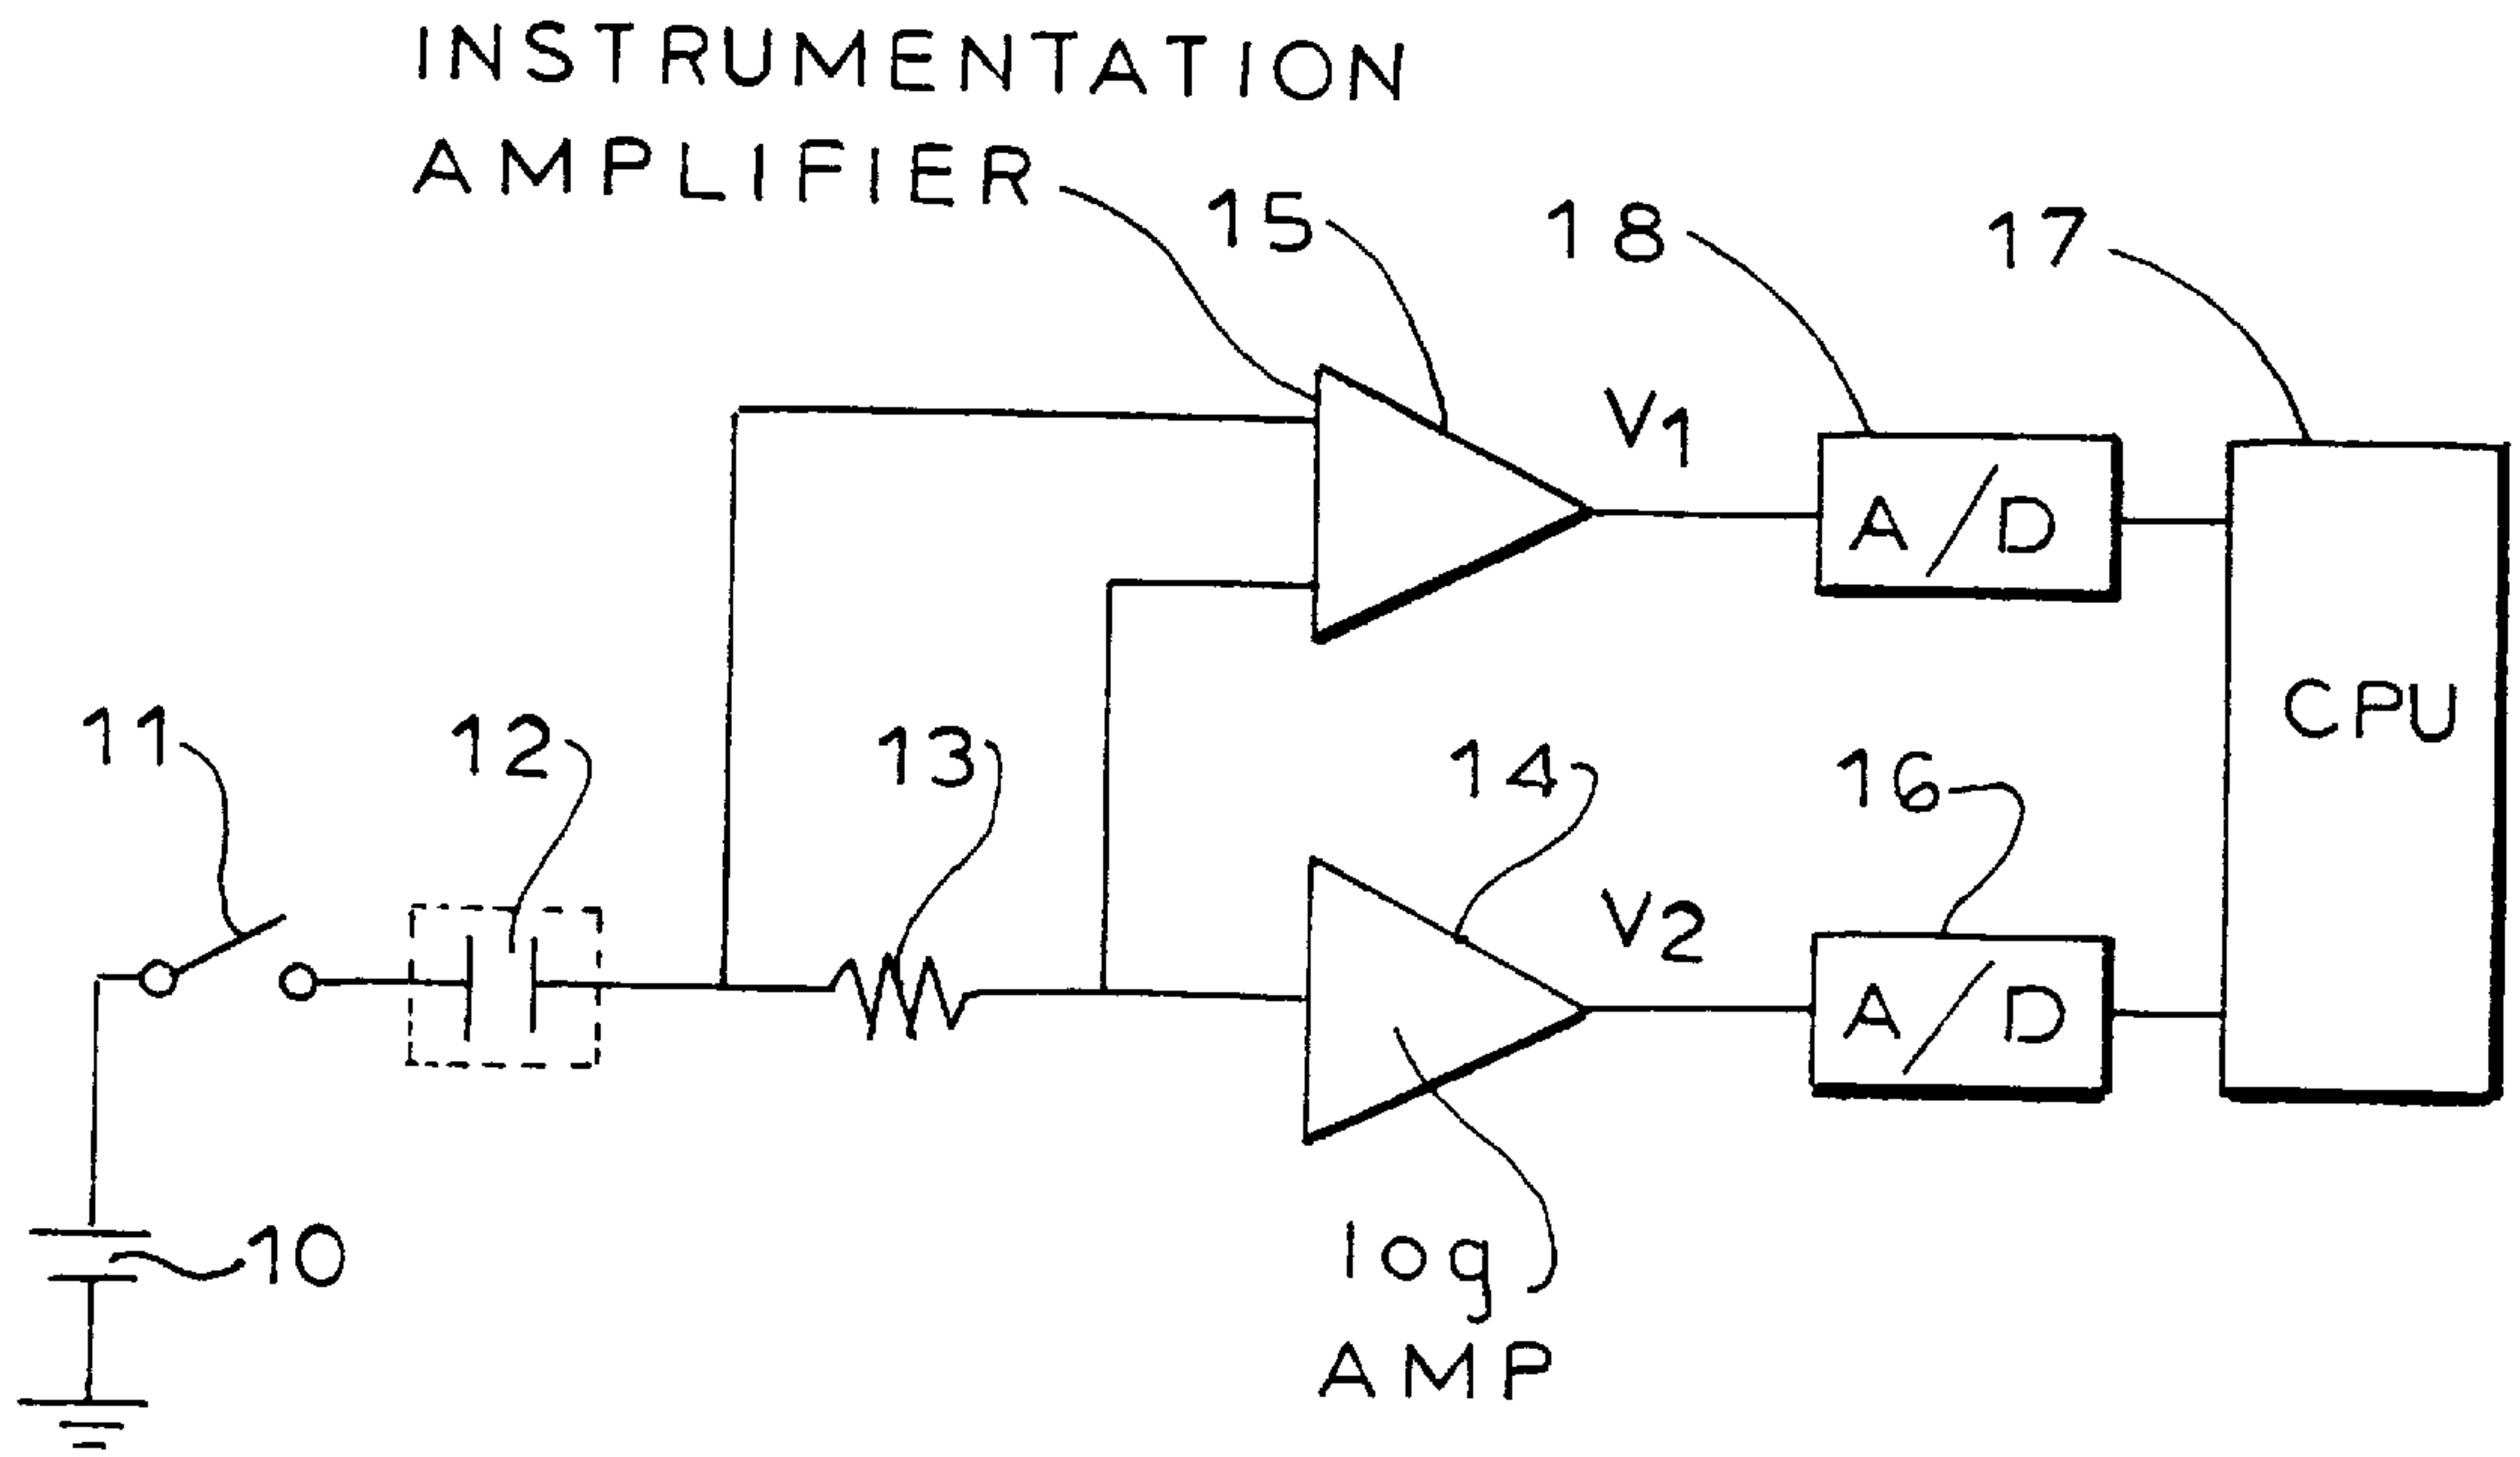 INSTRUMENTATION
AMPLIFIER
15
18
17
V1
A/D
CPU
11
12
13
14
16
V2
A/D
10
log
AMP